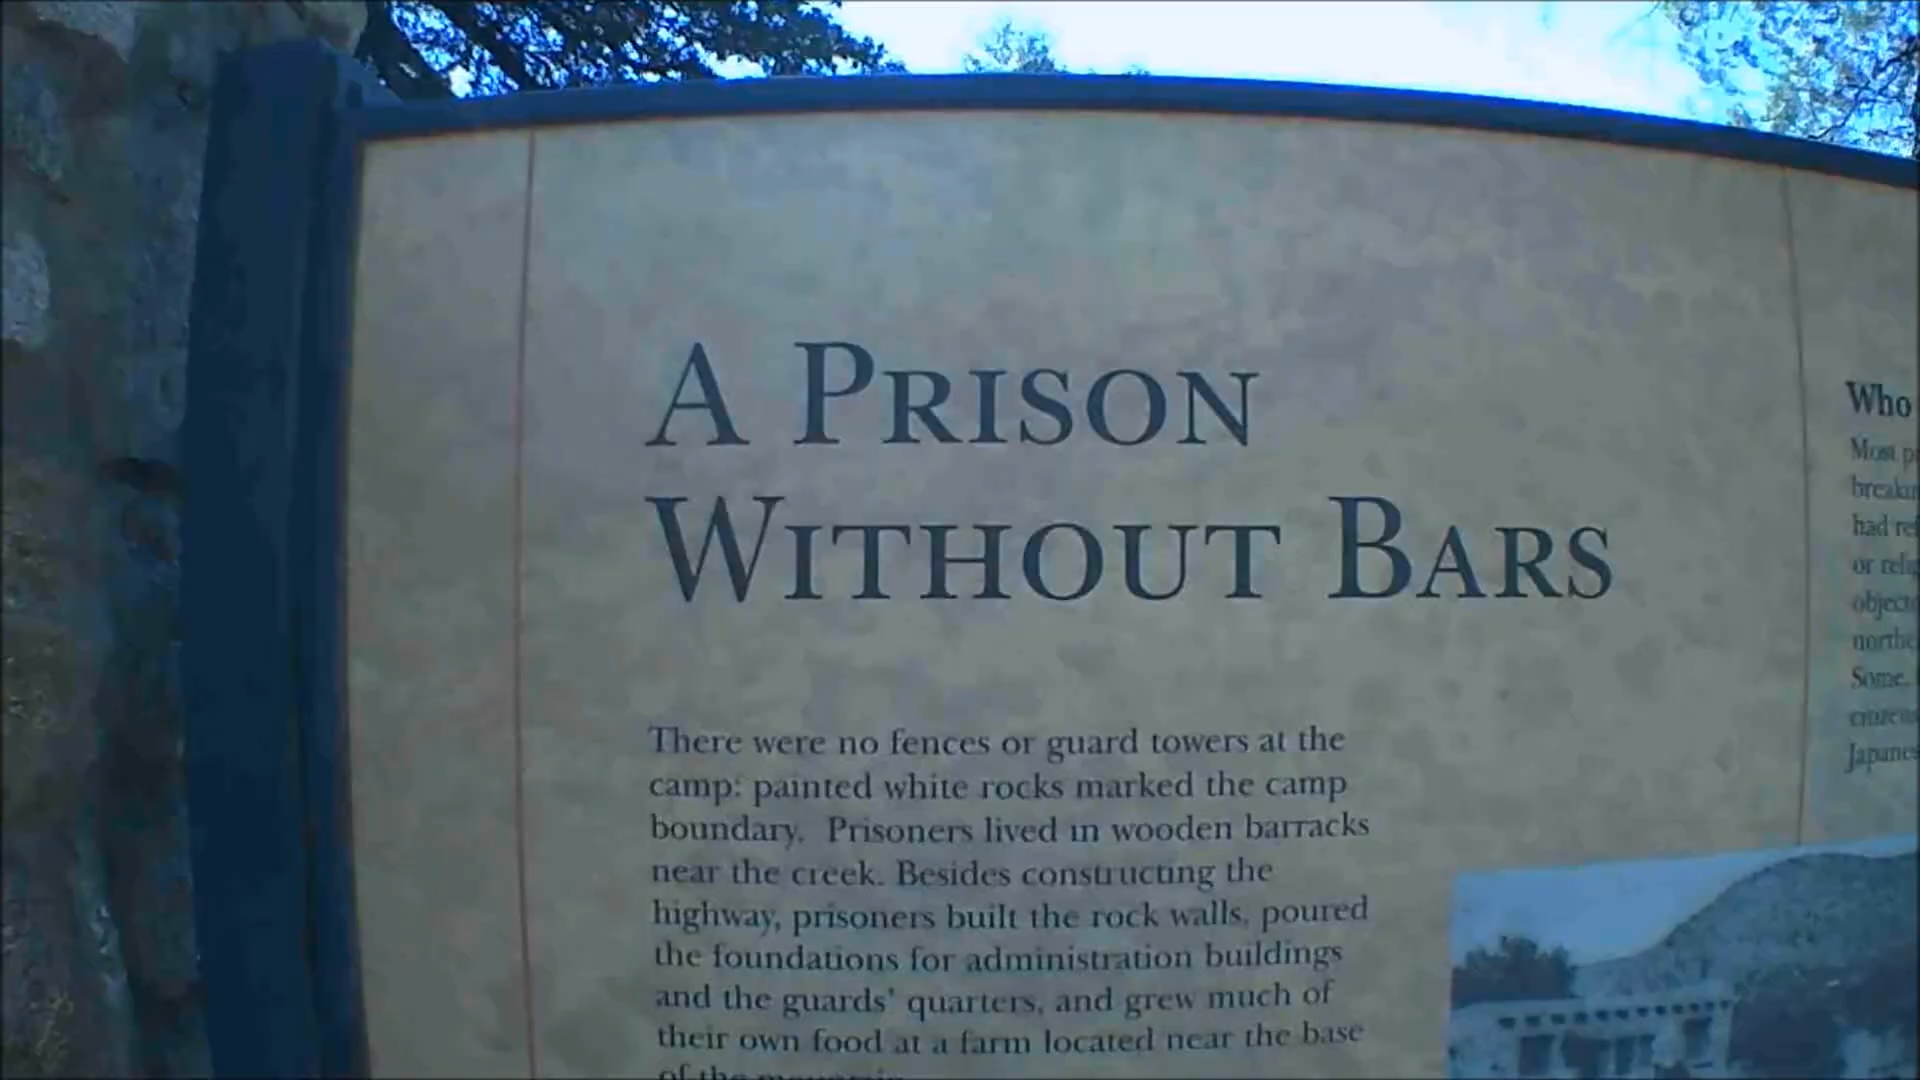 A PRISON
WITHOUT BARS
There were no fences or guard towers at the
camp: painted white rocks marked the camp
boundary. Prisoners lived in wooden barracks
near the creek. Besides constructing the
highway, prisoners built the rock walls, poured
the foundations for administration buildings
and the guards' quarters, and grew much of
their own food at a farm located near the base
of the
Who
Most
had
or
Some,